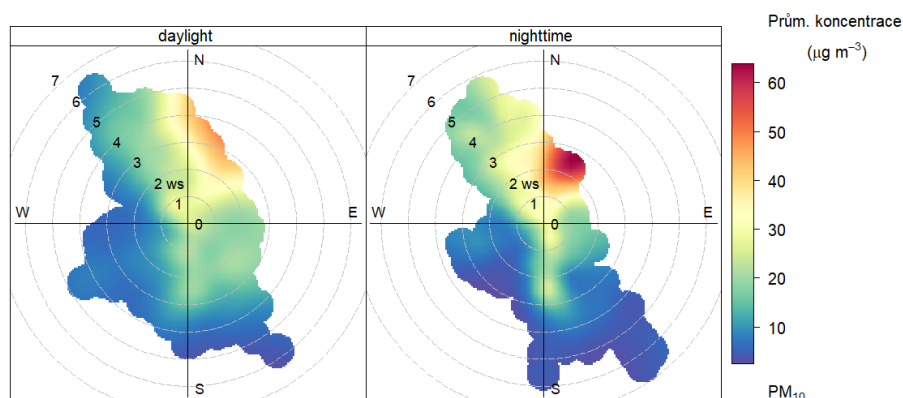 daylight
nighttime
Prům. koncentrace
(μg m⁻³)
N
7
6
5
4
3
2 ws
1
0
W
E
S
N
7
6
5
4
3
2 ws
1
0
W
E
S
60
50
40
30
20
10
PM₁₀